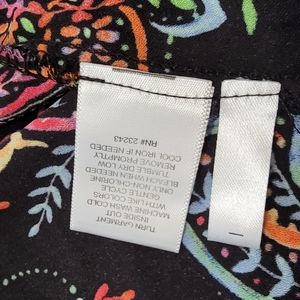 TURN GARMENT
INSIDE OUT
MACHINE WASH COLD
WITH LIKE COLORS
GENTLE CYCLE
ONLY NON-CHLORINE
BLEACH WHEN NEEDED
TUMBLE DRY LOW
REMOVE PROMPTLY
COOL IRON IF NEEDED
RN# 23243